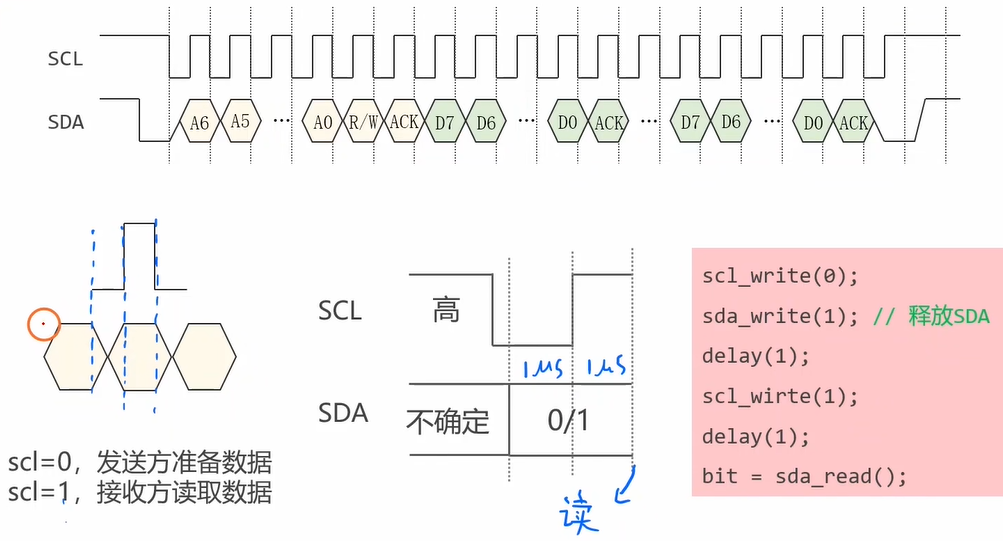 SCL
SDA A6 A5 ... A0 R/W ACK D7 D6 ... D0 ACK ... D7 D6 ... D0 ACK
scl=0，发送方准备数据
scl=1，接收方读取数据
SCL 高
1μs 1μs
SDA 不确定 0/1
读
scl_write(0);
sda_write(1); // 释放SDA
delay(1);
scl_wirte(1);
delay(1);
bit = sda_read();